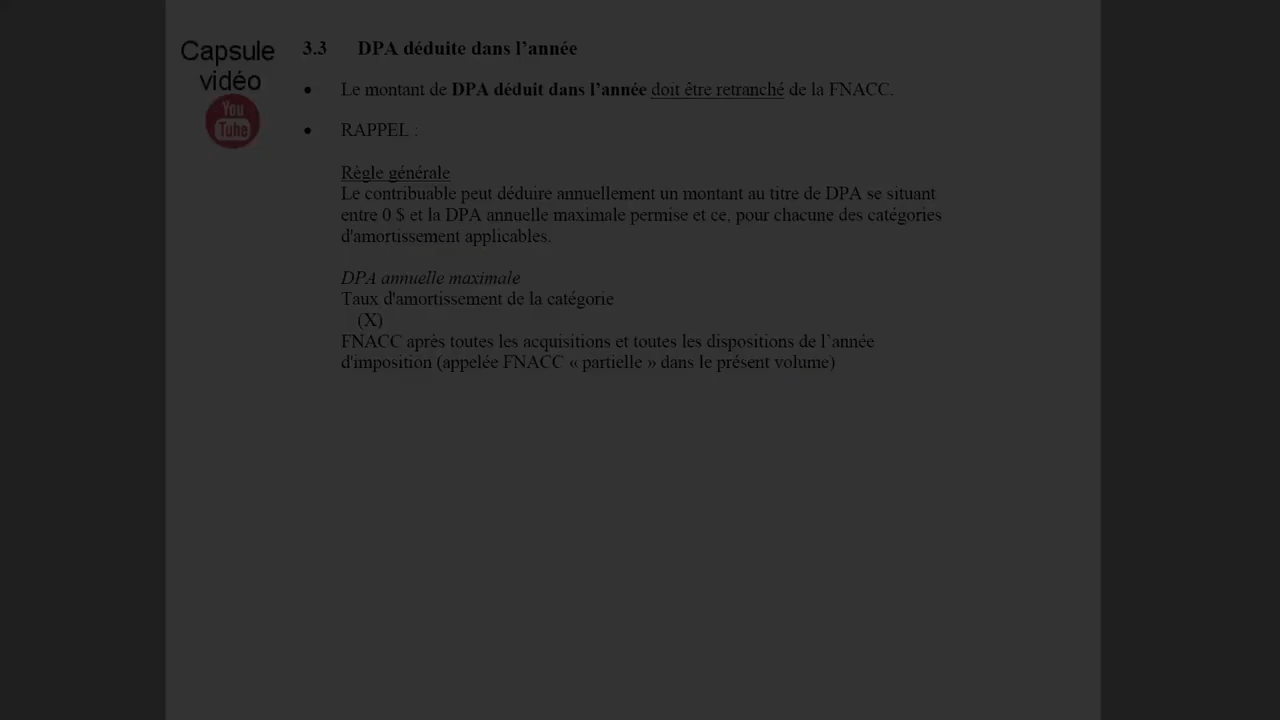 Capsule
vidéo
You
Tube
3.3 DPA déduite dans l’année
• Le montant de DPA déduit dans l’année doit être retranché de la FNACC.
• RAPPEL :
Règle générale
Le contribuable peut déduire annuellement un montant au titre de DPA se situant
entre 0 $ et la DPA annuelle maximale permise et ce, pour chacune des catégories
d'amortissement applicables.
DPA annuelle maximale
Taux d'amortissement de la catégorie
(X)
FNACC après toutes les acquisitions et toutes les dispositions de l’année
d'imposition (appelée FNACC « partielle » dans le présent volume)